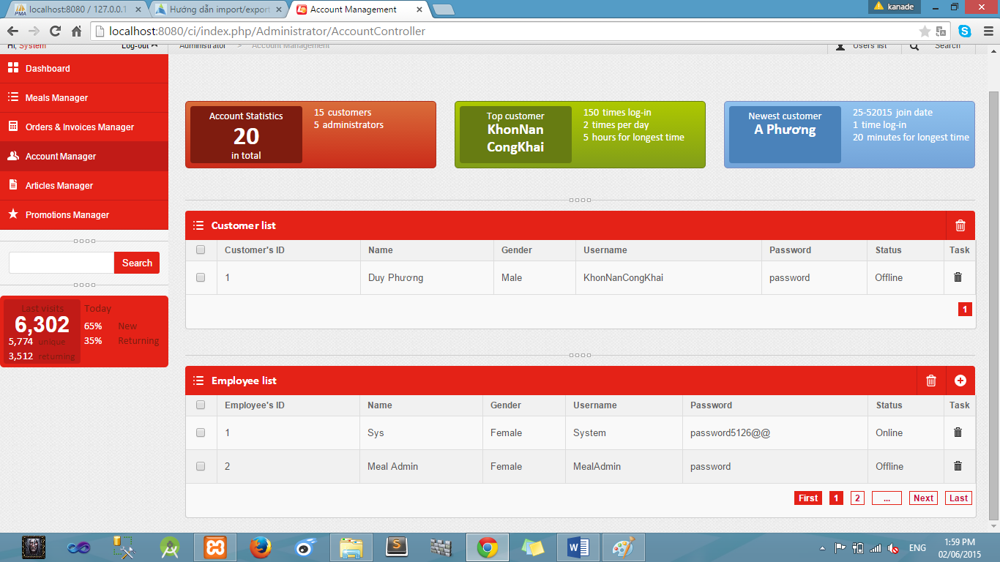 localhost:8080 / 127.0.0.1
Hướng dẫn import/export
Account Management
kanade
localhost:8080/ci/index.php/Administrator/AccountController
Hi, System
Log-out
Administrator > Account Management
Users list
Search
Dashboard
Meals Manager
Orders & Invoices Manager
Account Manager
Articles Manager
Promotions Manager
Search
Last visits
6,302
5,774 unique
3,512 returning
Today
65% New
35% Returning
Account Statistics
20
in total
15 customers
5 administrators
Top customer
KhonNan
CongKhai
150 times log-in
2 times per day
5 hours for longest time
Newest customer
A Phương
25-52015 join date
1 time log-in
20 minutes for longest time
Customer list
Customer's ID Name Gender Username Password Status Task
1 Duy Phương Male KhonNanCongKhai password Offline
1
Employee list
Employee's ID Name Gender Username Password Status Task
1 Sys Female System password5126@@ Online
2 Meal Admin Female MealAdmin password Offline
First 1 2 ... Next Last
ENG
1:59 PM
02/06/2015